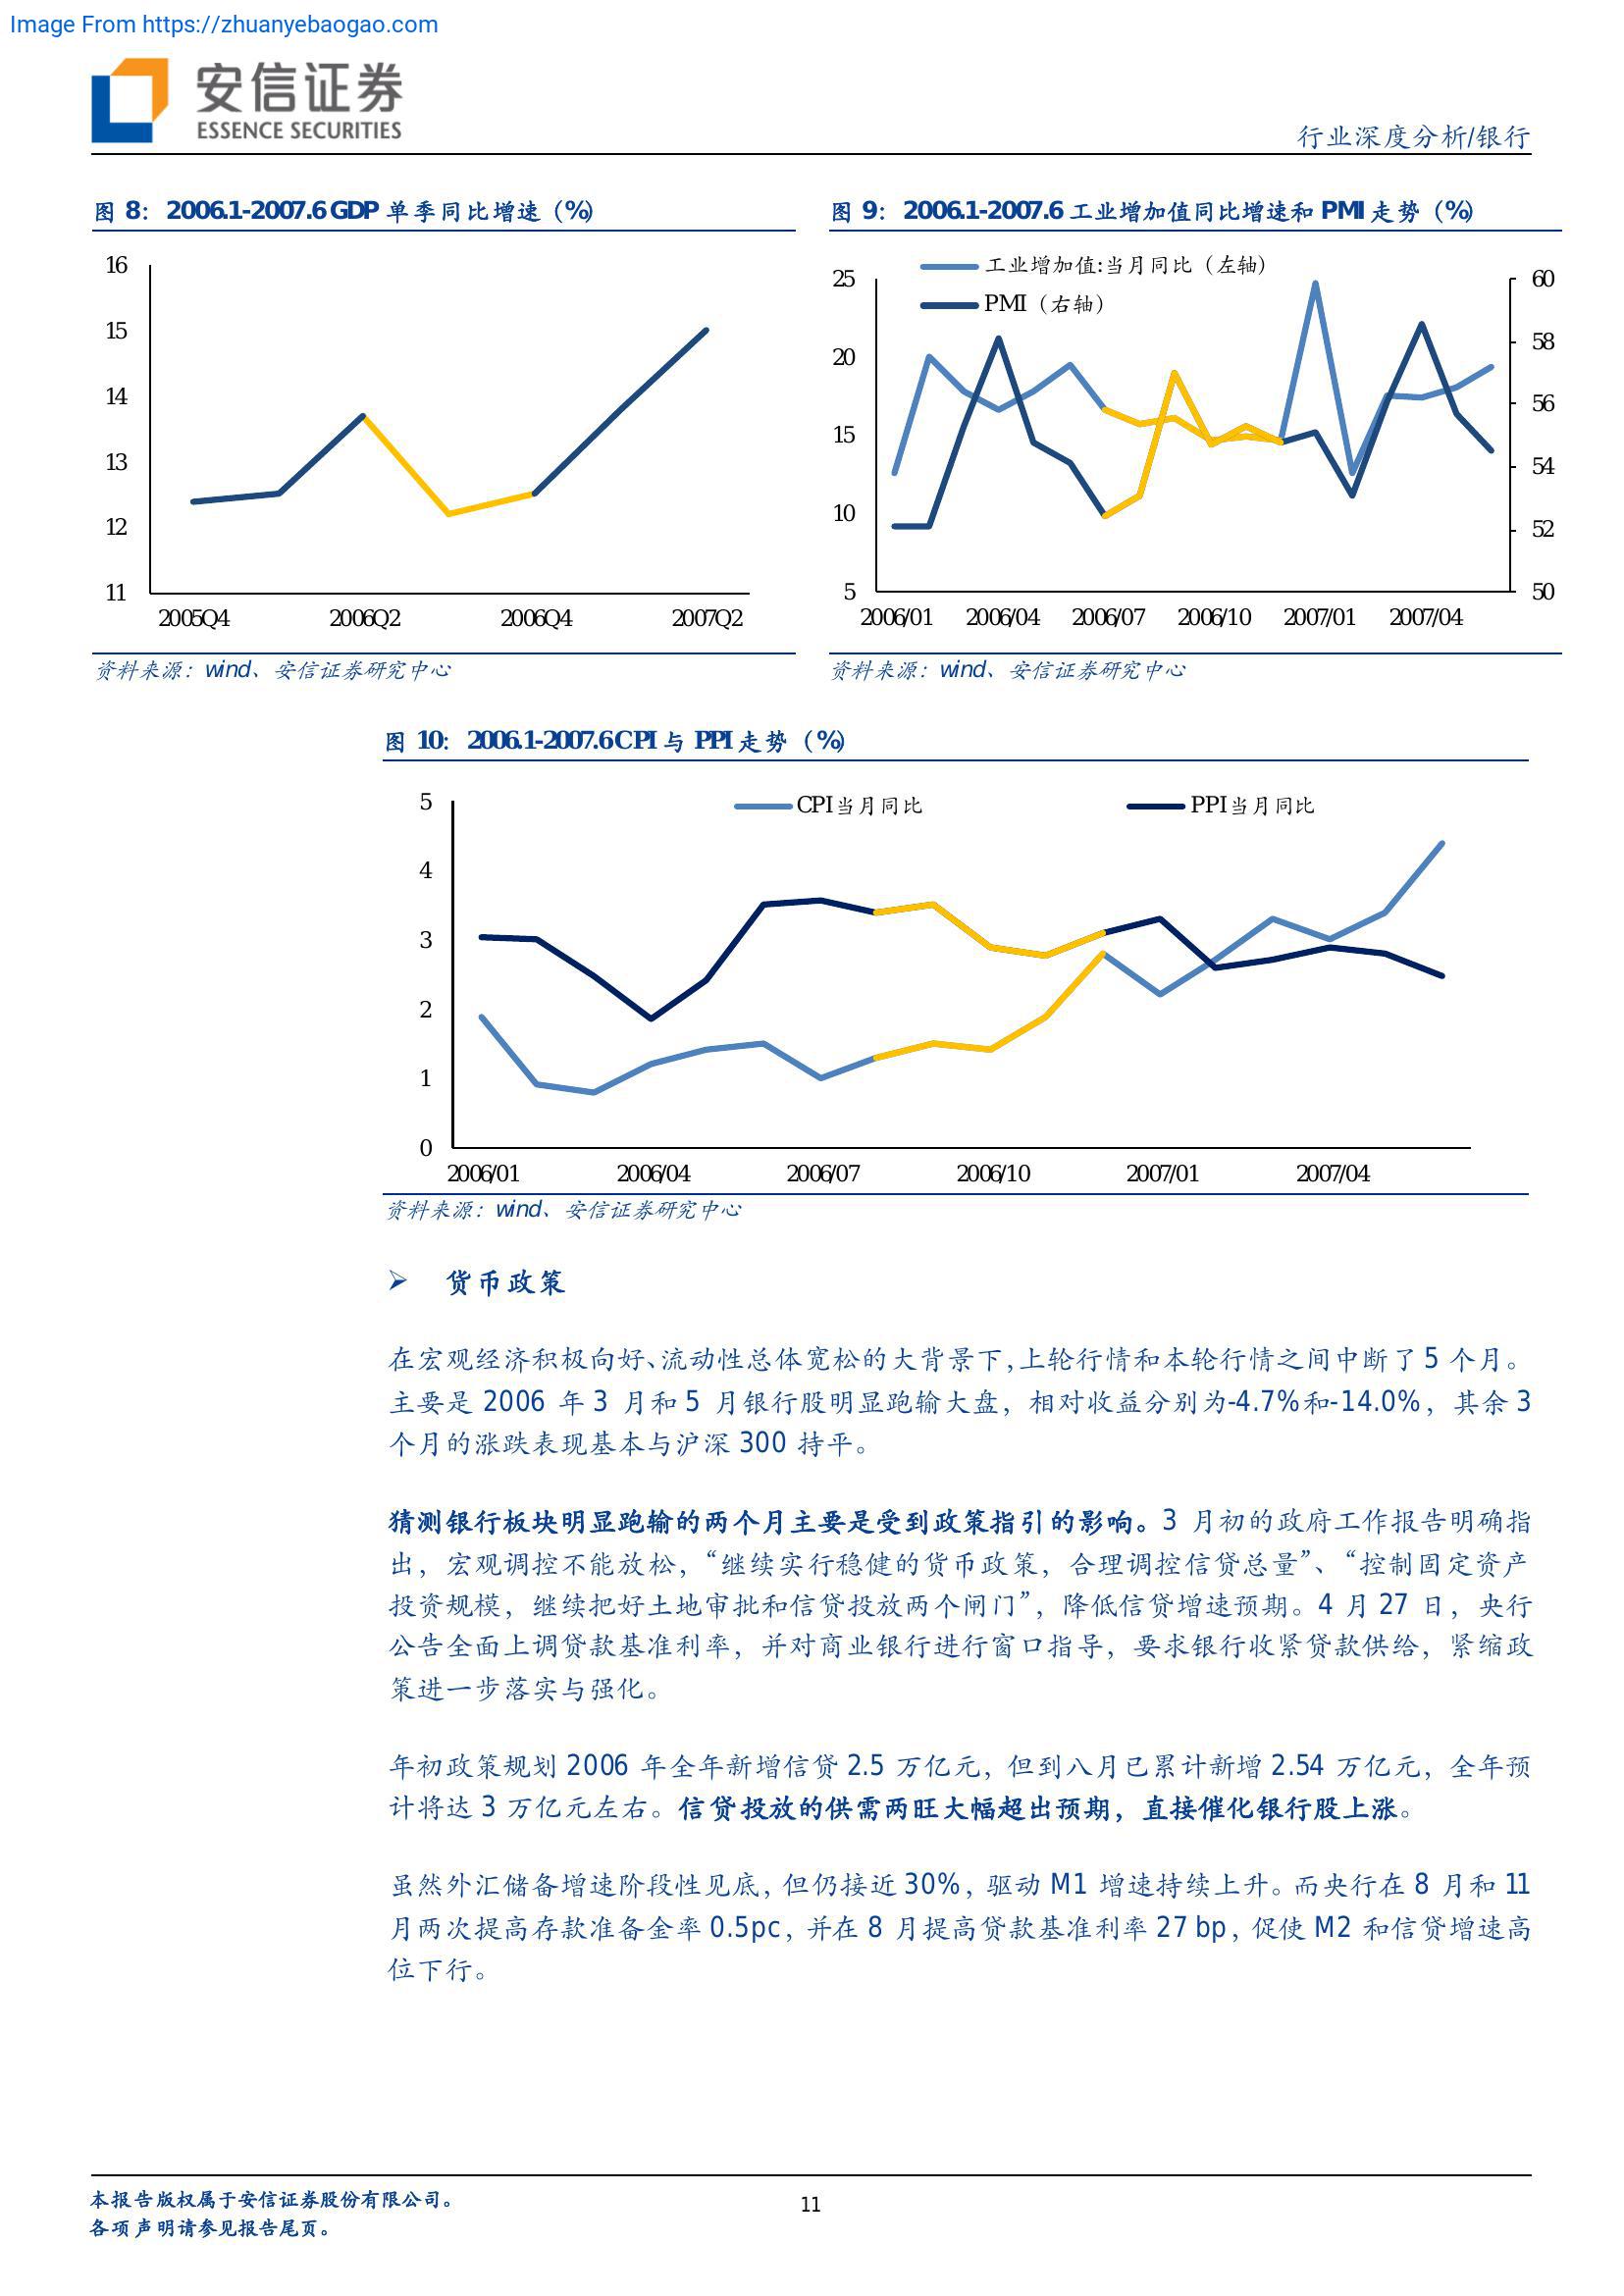 Image From https://zhuanyebaogao.com
安信证券
ESSENCE SECURITIES
行业深度分析/银行
图 8：2006.1-2007.6 GDP 单季同比增速（%）
16
15
14
13
12
11
2005Q4 2006Q2 2006Q4 2007Q2
资料来源：wind、安信证券研究中心
图 9：2006.1-2007.6 工业增加值同比增速和 PMI 走势（%）
工业增加值:当月同比（左轴）
PMI（右轴）
25
20
15
10
5
60
58
56
54
52
50
2006/01 2006/04 2006/07 2006/10 2007/01 2007/04
资料来源：wind、安信证券研究中心
图 10：2006.1-2007.6 CPI 与 PPI 走势（%）
CPI当月同比 PPI当月同比
5
4
3
2
1
0
2006/01 2006/04 2006/07 2006/10 2007/01 2007/04
资料来源：wind、安信证券研究中心
➢ 货币政策
在宏观经济积极向好、流动性总体宽松的大背景下，上轮行情和本轮行情之间中断了 5 个月。
主要是 2006 年 3 月和 5 月银行股明显跑输大盘，相对收益分别为-4.7%和-14.0%，其余 3
个月的涨跌表现基本与沪深 300 持平。
猜测银行板块明显跑输的两个月主要是受到政策指引的影响。3 月初的政府工作报告明确指
出，宏观调控不能放松，“继续实行稳健的货币政策，合理调控信贷总量”、“控制固定资产
投资规模，继续把好土地审批和信贷投放两个闸门”，降低信贷增速预期。4 月 27 日，央行
公告全面上调贷款基准利率，并对商业银行进行窗口指导，要求银行收紧贷款供给，紧缩政
策进一步落实与强化。
年初政策规划 2006 年全年新增信贷 2.5 万亿元，但到八月已累计新增 2.54 万亿元，全年预
计将达 3 万亿元左右。信贷投放的供需两旺大幅超出预期，直接催化银行股上涨。
虽然外汇储备增速阶段性见底，但仍接近 30%，驱动 M1 增速持续上升。而央行在 8 月和 11
月两次提高存款准备金率 0.5pc，并在 8 月提高贷款基准利率 27 bp，促使 M2 和信贷增速高
位下行。
本报告版权属于安信证券股份有限公司。
各项声明请参见报告尾页。
11